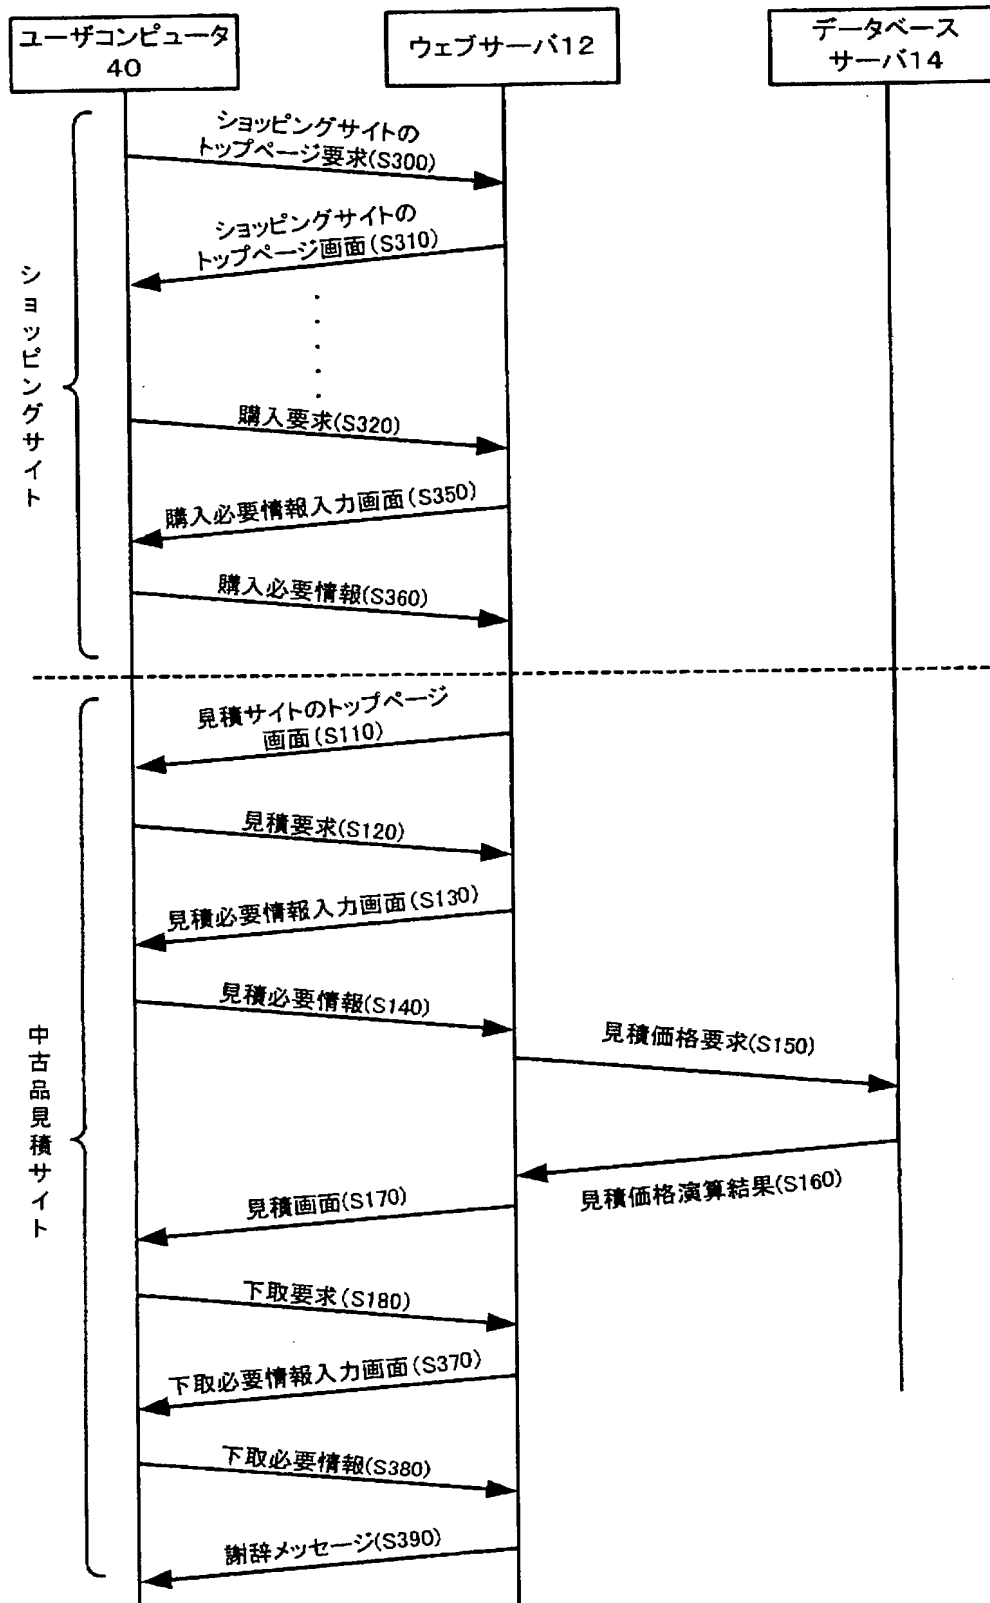 ユーザコンピュータ
40
ウェブサーバ12
データベース
サーバ14
ショッピングサイト
ショッピングサイトの
トップページ要求(S300)
ショッピングサイトの
トップページ画面(S310)
購入要求(S320)
購入必要情報入力画面(S350)
購入必要情報(S360)
中古品見積サイト
見積サイトのトップページ
画面(S110)
見積要求(S120)
見積必要情報入力画面(S130)
見積必要情報(S140)
見積価格要求(S150)
見積価格演算結果(S160)
見積画面(S170)
下取要求(S180)
下取必要情報入力画面(S370)
下取必要情報(S380)
謝辞メッセージ(S390)